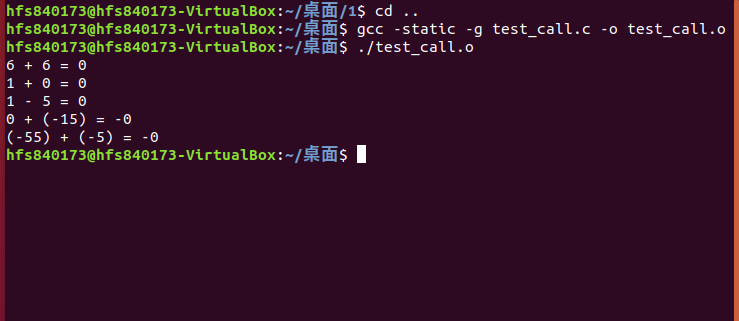 hfs840173@hfs840173-VirtualBox:~/桌面/1$ cd ..
hfs840173@hfs840173-VirtualBox:~/桌面$ gcc -static -g test_call.c -o test_call.o
hfs840173@hfs840173-VirtualBox:~/桌面$ ./test_call.o
6 + 6 = 0
1 + 0 = 0
1 - 5 = 0
0 + (-15) = -0
(-55) + (-5) = -0
hfs840173@hfs840173-VirtualBox:~/桌面$